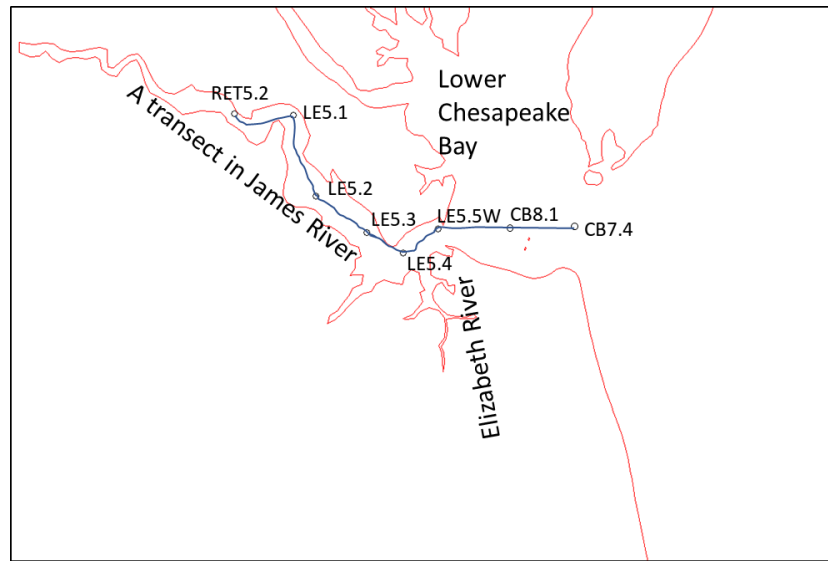 Lower
Chesapeake
Bay
RET5.2
LE5.1
A transect in James River
LE5.2
LE5.3
LE5.5W
CB8.1
CB7.4
LE5.4
Elizabeth River